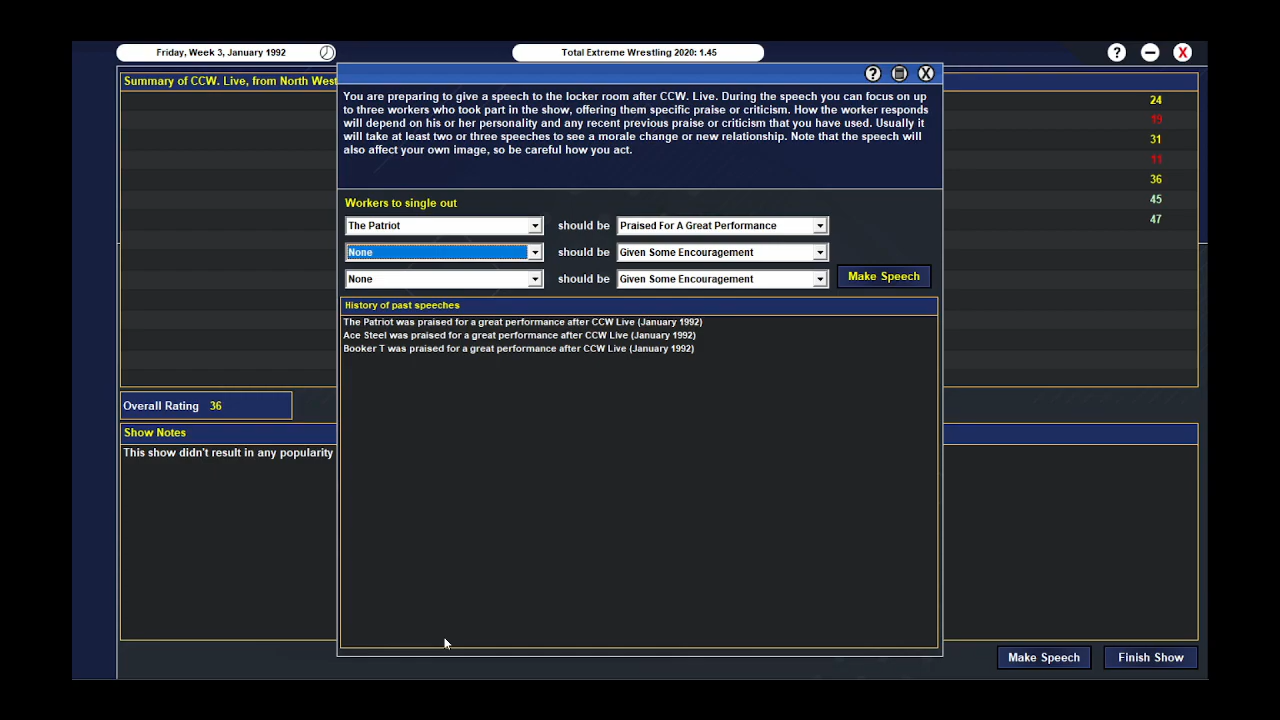 Friday, Week 3, January 1992
Total Extreme Wrestling 2020: 1.45
? X
Summary of CCW. Live, from North West
? X
You are preparing to give a speech to the locker room after CCW. Live. During the speech you can focus on up
to three workers who took part in the show, offering them specific praise or criticism. How the worker responds
will depend on his or her personality and any recent previous praise or criticism that you have used. Usually it
will take at least two or three speeches to see a morale change or new relationship. Note that the speech will
also affect your own image, so be careful how you act.
24
19
31
11
36
45
47
Workers to single out
The Patriot should be Praised For A Great Performance
None should be Given Some Encouragement
None should be Given Some Encouragement
Make Speech
History of past speeches
The Patriot was praised for a great performance after CCW Live (January 1992)
Ace Steel was praised for a great performance after CCW Live (January 1992)
Booker T was praised for a great performance after CCW Live (January 1992)
Overall Rating 36
Show Notes
This show didn't result in any popularity
Make Speech Finish Show